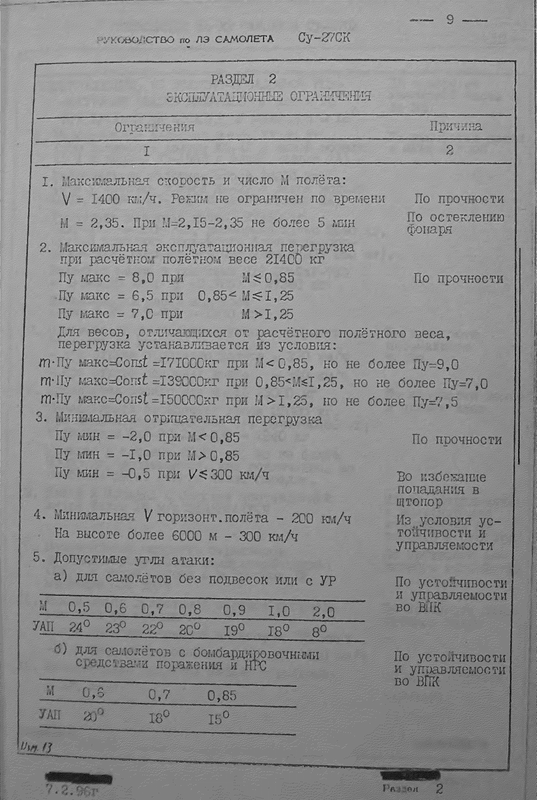 — 9 —
РУКОВОДСТВО по ЛЭ САМОЛЕТА Су-27СК
РАЗДЕЛ 2
ЭКСПЛУАТАЦИОННЫЕ ОГРАНИЧЕНИЯ
Ограничения Причина
I 2
I. Максимальная скорость и число М полёта:
V = I400 км/ч. Режим не ограничен по времени По прочности
М = 2,35. При М=2,I5-2,35 не более 5 мин По остеклению фонаря
2. Максимальная эксплуатационная перегрузка
при расчётном полётном весе 2I400 кг
Пу макс = 8,0 при М≤0,85 По прочности
Пу макс = 6,5 при 0,85<М≤I,25
Пу макс = 7,0 при М>I,25
Для весов, отличающихся от расчётного полётного веса,
перегрузка устанавливается из условия:
m·Пу макс=Const=I7I000кг при М<0,85, но не более Пу=9,0
m·Пу макс=Const=I39000кг при 0,85<М≤I,25, но не более Пу=7,0
m·Пу макс=Const=I50000кг при М>I,25, но не более Пу=7,5
3. Минимальная отрицательная перегрузка
Пу мин = -2,0 при М<0,85 По прочности
Пу мин = -I,0 при М>0,85
Пу мин = -0,5 при V≤300 км/ч Во избежание
попадания в
штопор
4. Минимальная V горизонт.полёта - 200 км/ч Из условия ус-
На высоте более 6000 м - 300 км/ч тойчивости и
управляемости
5. Допустимые углы атаки:
а) для самолётов без подвесок или с УР По устойчивости
и управляемости
М 0,5 0,6 0,7 0,8 0,9 I,0 2,0 во ВПК
УАП 24° 23° 22° 20° I9° I8° 8°
б) для самолётов с бомбардировочными По устойчивости
средствами поражения и НРС и управляемости
во ВПК
М 0,6 0,7 0,85
УАП 20° I8° I5°
Изм. 13
7.2.96г Раздел 2